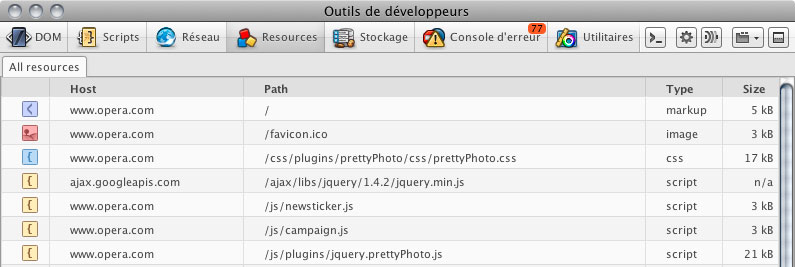 Outils de développeurs
DOM Scripts Réseau Resources Stockage Console d'erreur 77 Utilitaires
All resources
Host Path Type Size
www.opera.com / markup 5 kB
www.opera.com /favicon.ico image 3 kB
www.opera.com /css/plugins/prettyPhoto/css/prettyPhoto.css css 17 kB
ajax.googleapis.com /ajax/libs/jquery/1.4.2/jquery.min.js script n/a
www.opera.com /js/newsticker.js script 3 kB
www.opera.com /js/campaign.js script 3 kB
www.opera.com /js/plugins/jquery.prettyPhoto.js script 21 kB